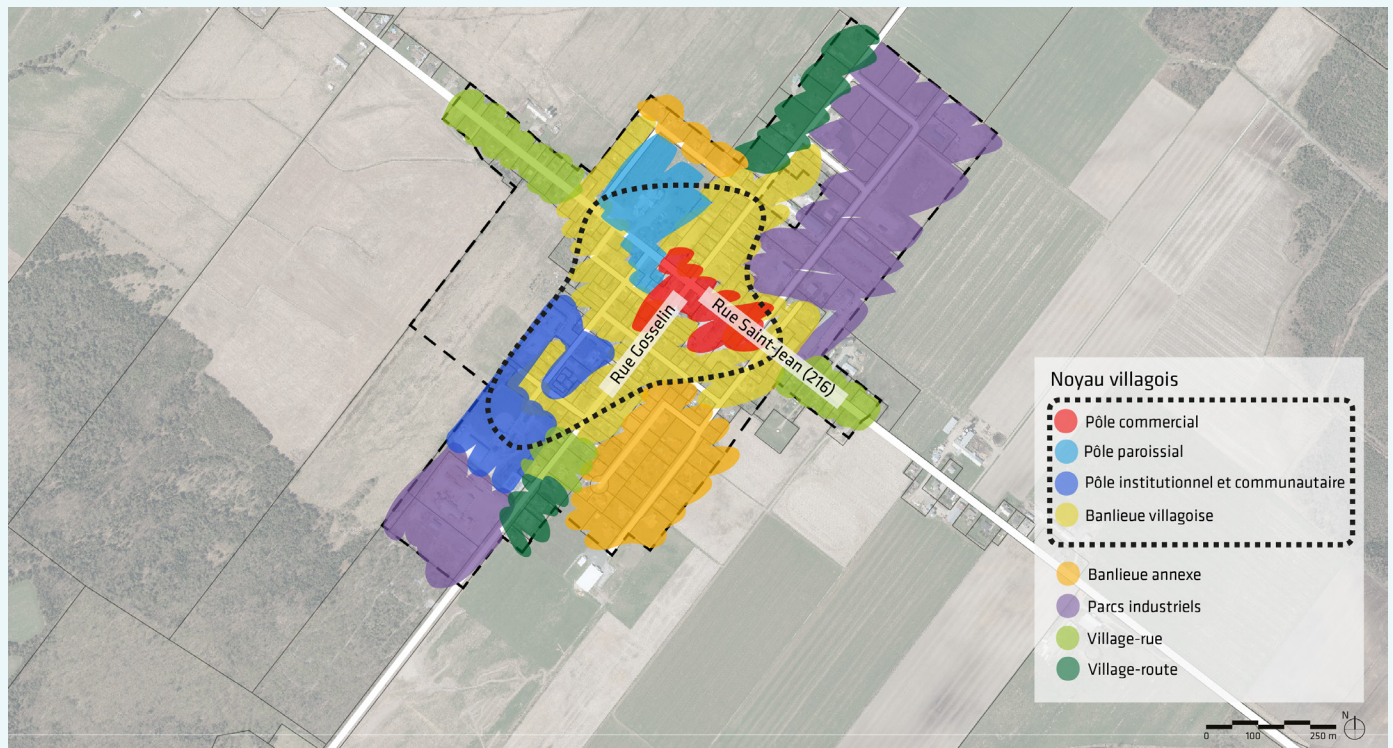 Rue Gosselin
Rue Saint-Jean (216)
Noyau villagois
Pôle commercial
Pôle paroissial
Pôle institutionnel et communautaire
Banlieue villagoise
Banlieue annexe
Parcs industriels
Village-rue
Village-route
N
0 100 250 m